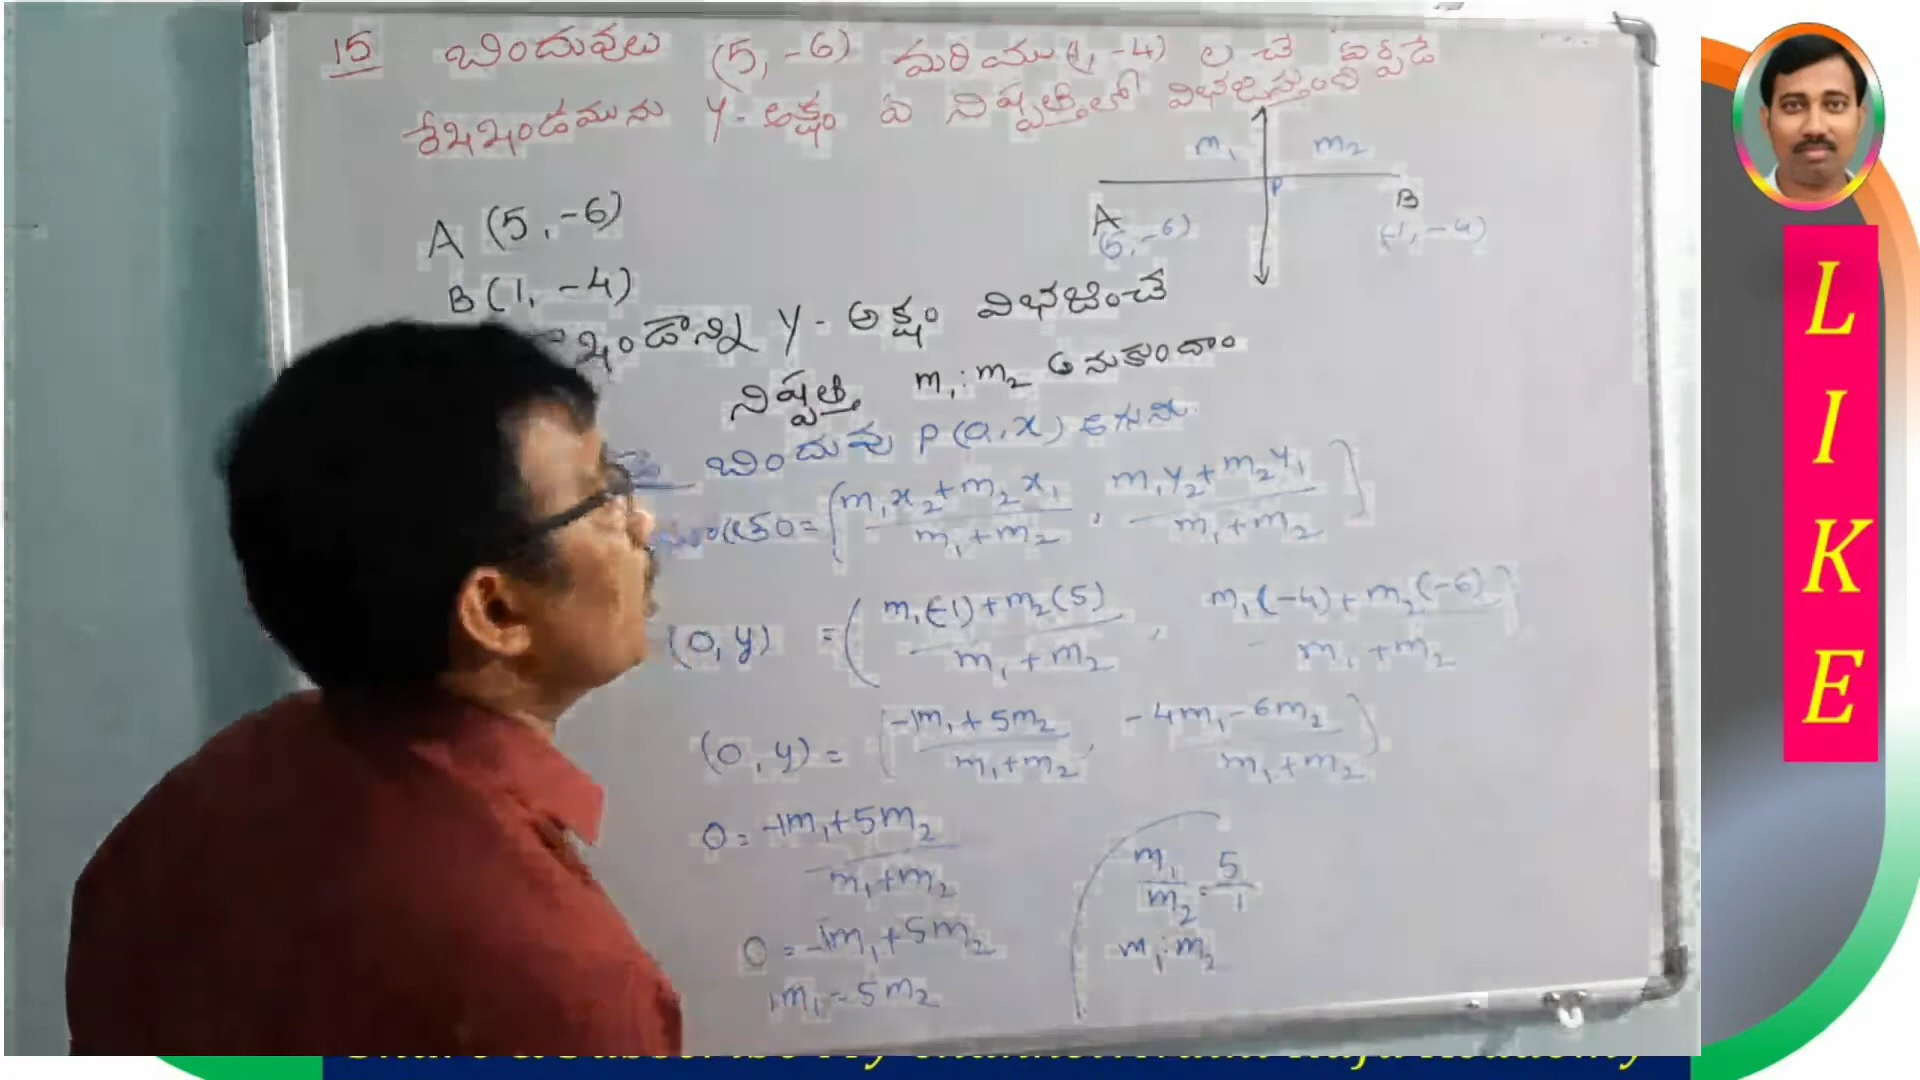 15 బిందువులు (5, -6) మరియు (-1, -4) ల చే ఏర్పడే
రేఖాఖండమును Y - అక్షం ఏ నిష్పత్తిలో విభజిస్తుంది
m₁ m₂
P
A B
(5, -6) (-1, -4)
A (5, -6)
B (1, -4)
ఖండాన్ని Y - అక్షం విభజించే
నిష్పత్తి m₁ : m₂ అనుకుందాం
బిందువు P(0, x) అగును.
= (m₁x₂ + m₂x₁ / m₁ + m₂ , m₁y₂ + m₂y₁ / m₁ + m₂)
(0, y) = (m₁(-1) + m₂(5) / m₁ + m₂ , m₁(-4) + m₂(-6) / m₁ + m₂)
(0, y) = (-1m₁ + 5m₂ / m₁ + m₂ , -4m₁ - 6m₂ / m₁ + m₂)
0 = -1m₁ + 5m₂ / m₁ + m₂
0 = -1m₁ + 5m₂
1m₁ = 5m₂
m₁ / m₂ = 5 / 1
m₁ : m₂
L
I
K
E